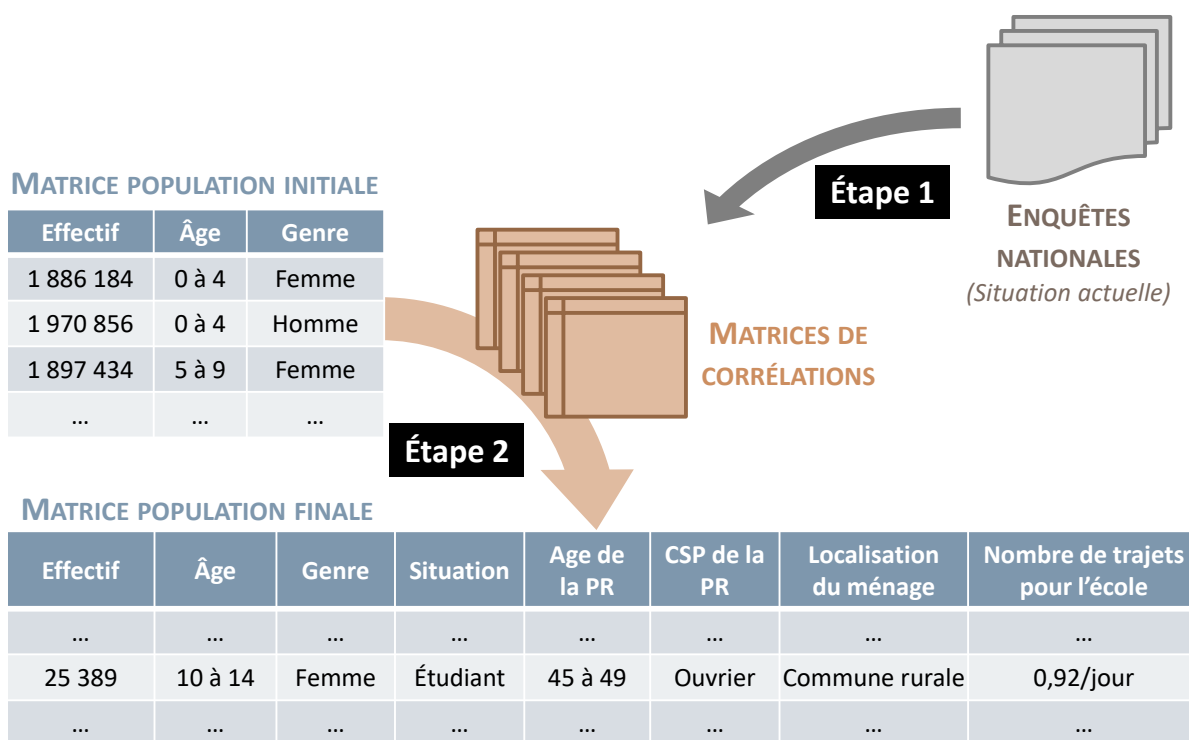 Étape 1
ENQUÊTES
NATIONALES
(Situation actuelle)
MATRICE POPULATION INITIALE
Effectif Âge Genre
1 886 184 0 à 4 Femme
1 970 856 0 à 4 Homme
1 897 434 5 à 9 Femme
... ... ...
MATRICES DE
CORRÉLATIONS
Étape 2
MATRICE POPULATION FINALE
Effectif Âge Genre Situation Age de la PR CSP de la PR Localisation du ménage Nombre de trajets pour l'école
... ... ... ... ... ... ... ...
25 389 10 à 14 Femme Étudiant 45 à 49 Ouvrier Commune rurale 0,92/jour
... ... ... ... ... ... ... ...